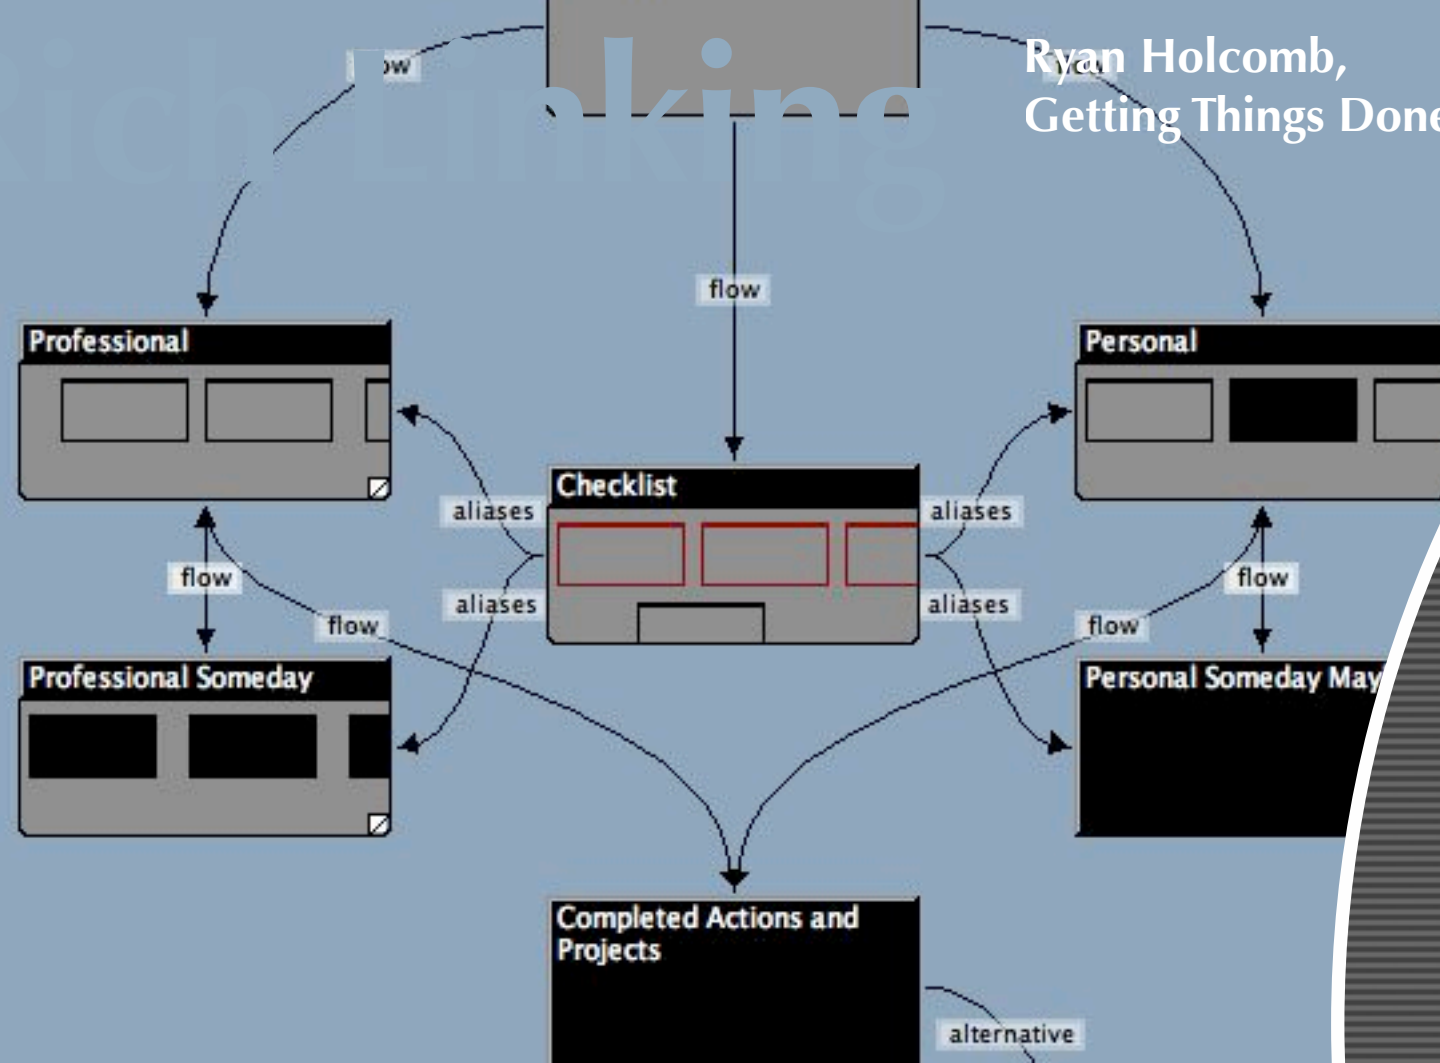 Rich Linking
Ryan Holcomb,
Getting Things Done
flow
Professional
Personal
Checklist
aliases
aliases
flow
flow
aliases
aliases
flow
flow
Professional Someday
Personal Someday May
Completed Actions and
Projects
alternative